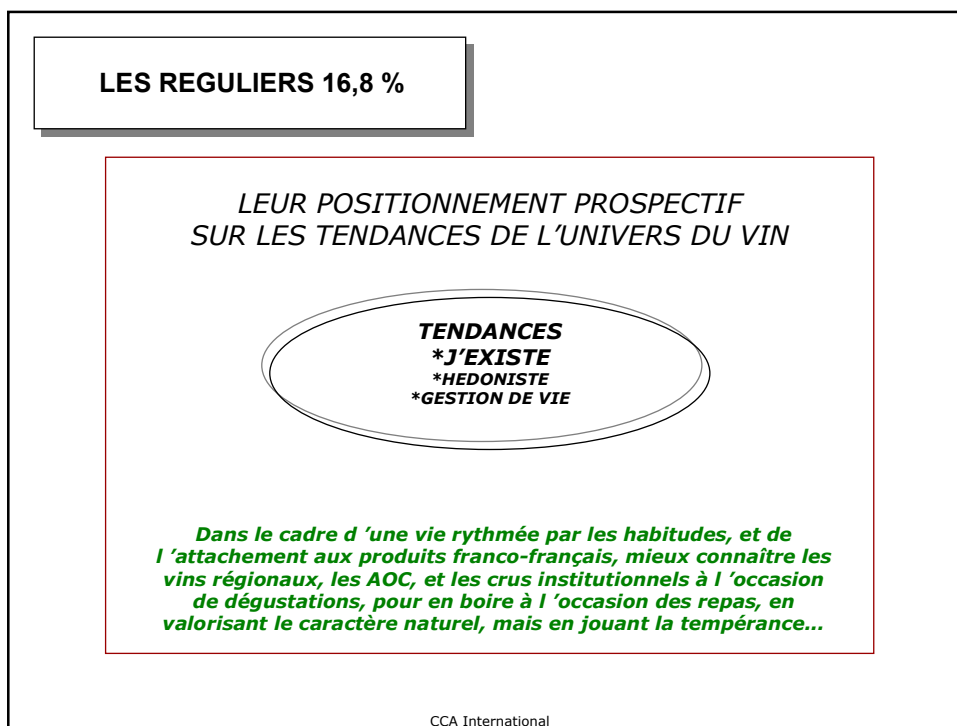 LES REGULIERS 16,8 %
LEUR POSITIONNEMENT PROSPECTIF
SUR LES TENDANCES DE L'UNIVERS DU VIN
TENDANCES
*J'EXISTE
*HEDONISTE
*GESTION DE VIE
Dans le cadre d ’une vie rythmée par les habitudes, et de
l ’attachement aux produits franco-français, mieux connaître les
vins régionaux, les AOC, et les crus institutionnels à l ’occasion
de dégustations, pour en boire à l ’occasion des repas, en
valorisant le caractère naturel, mais en jouant la tempérance...
CCA International